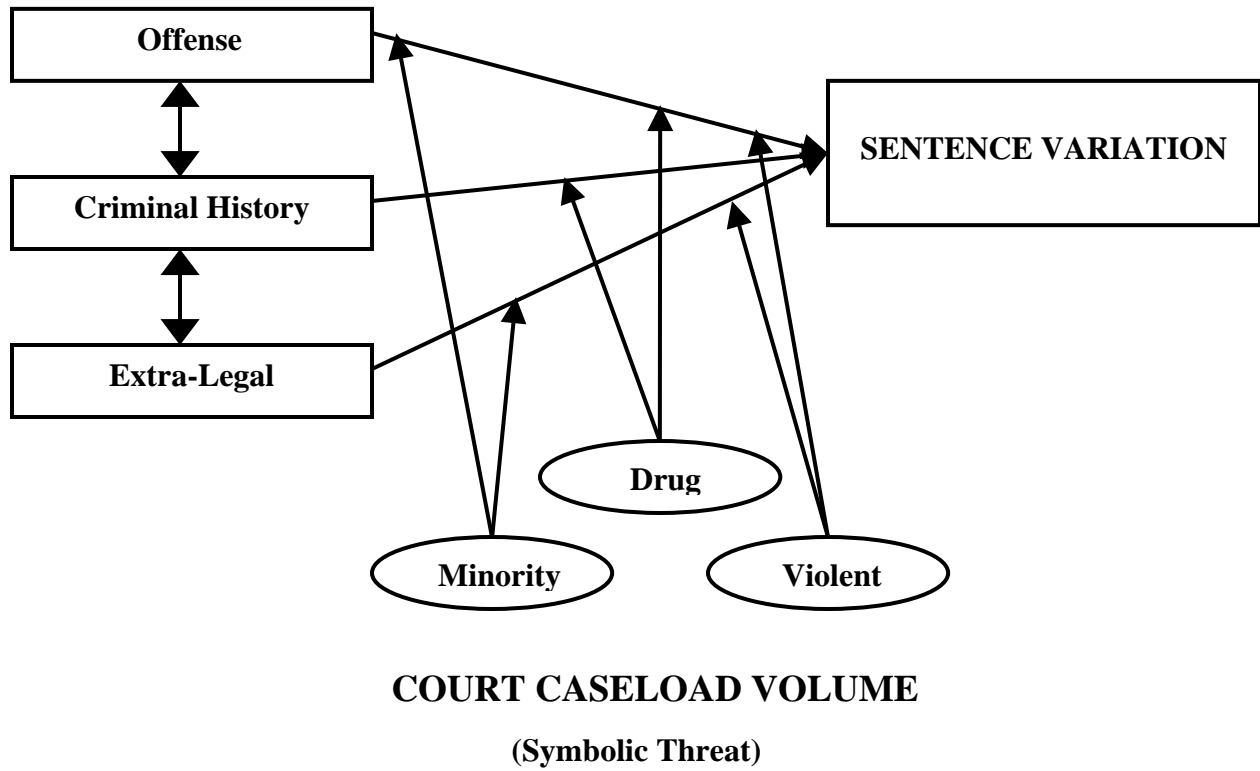 Offense
SENTENCE VARIATION
Criminal History
Extra-Legal
Drug
Minority
Violent
COURT CASELOAD VOLUME
(Symbolic Threat)